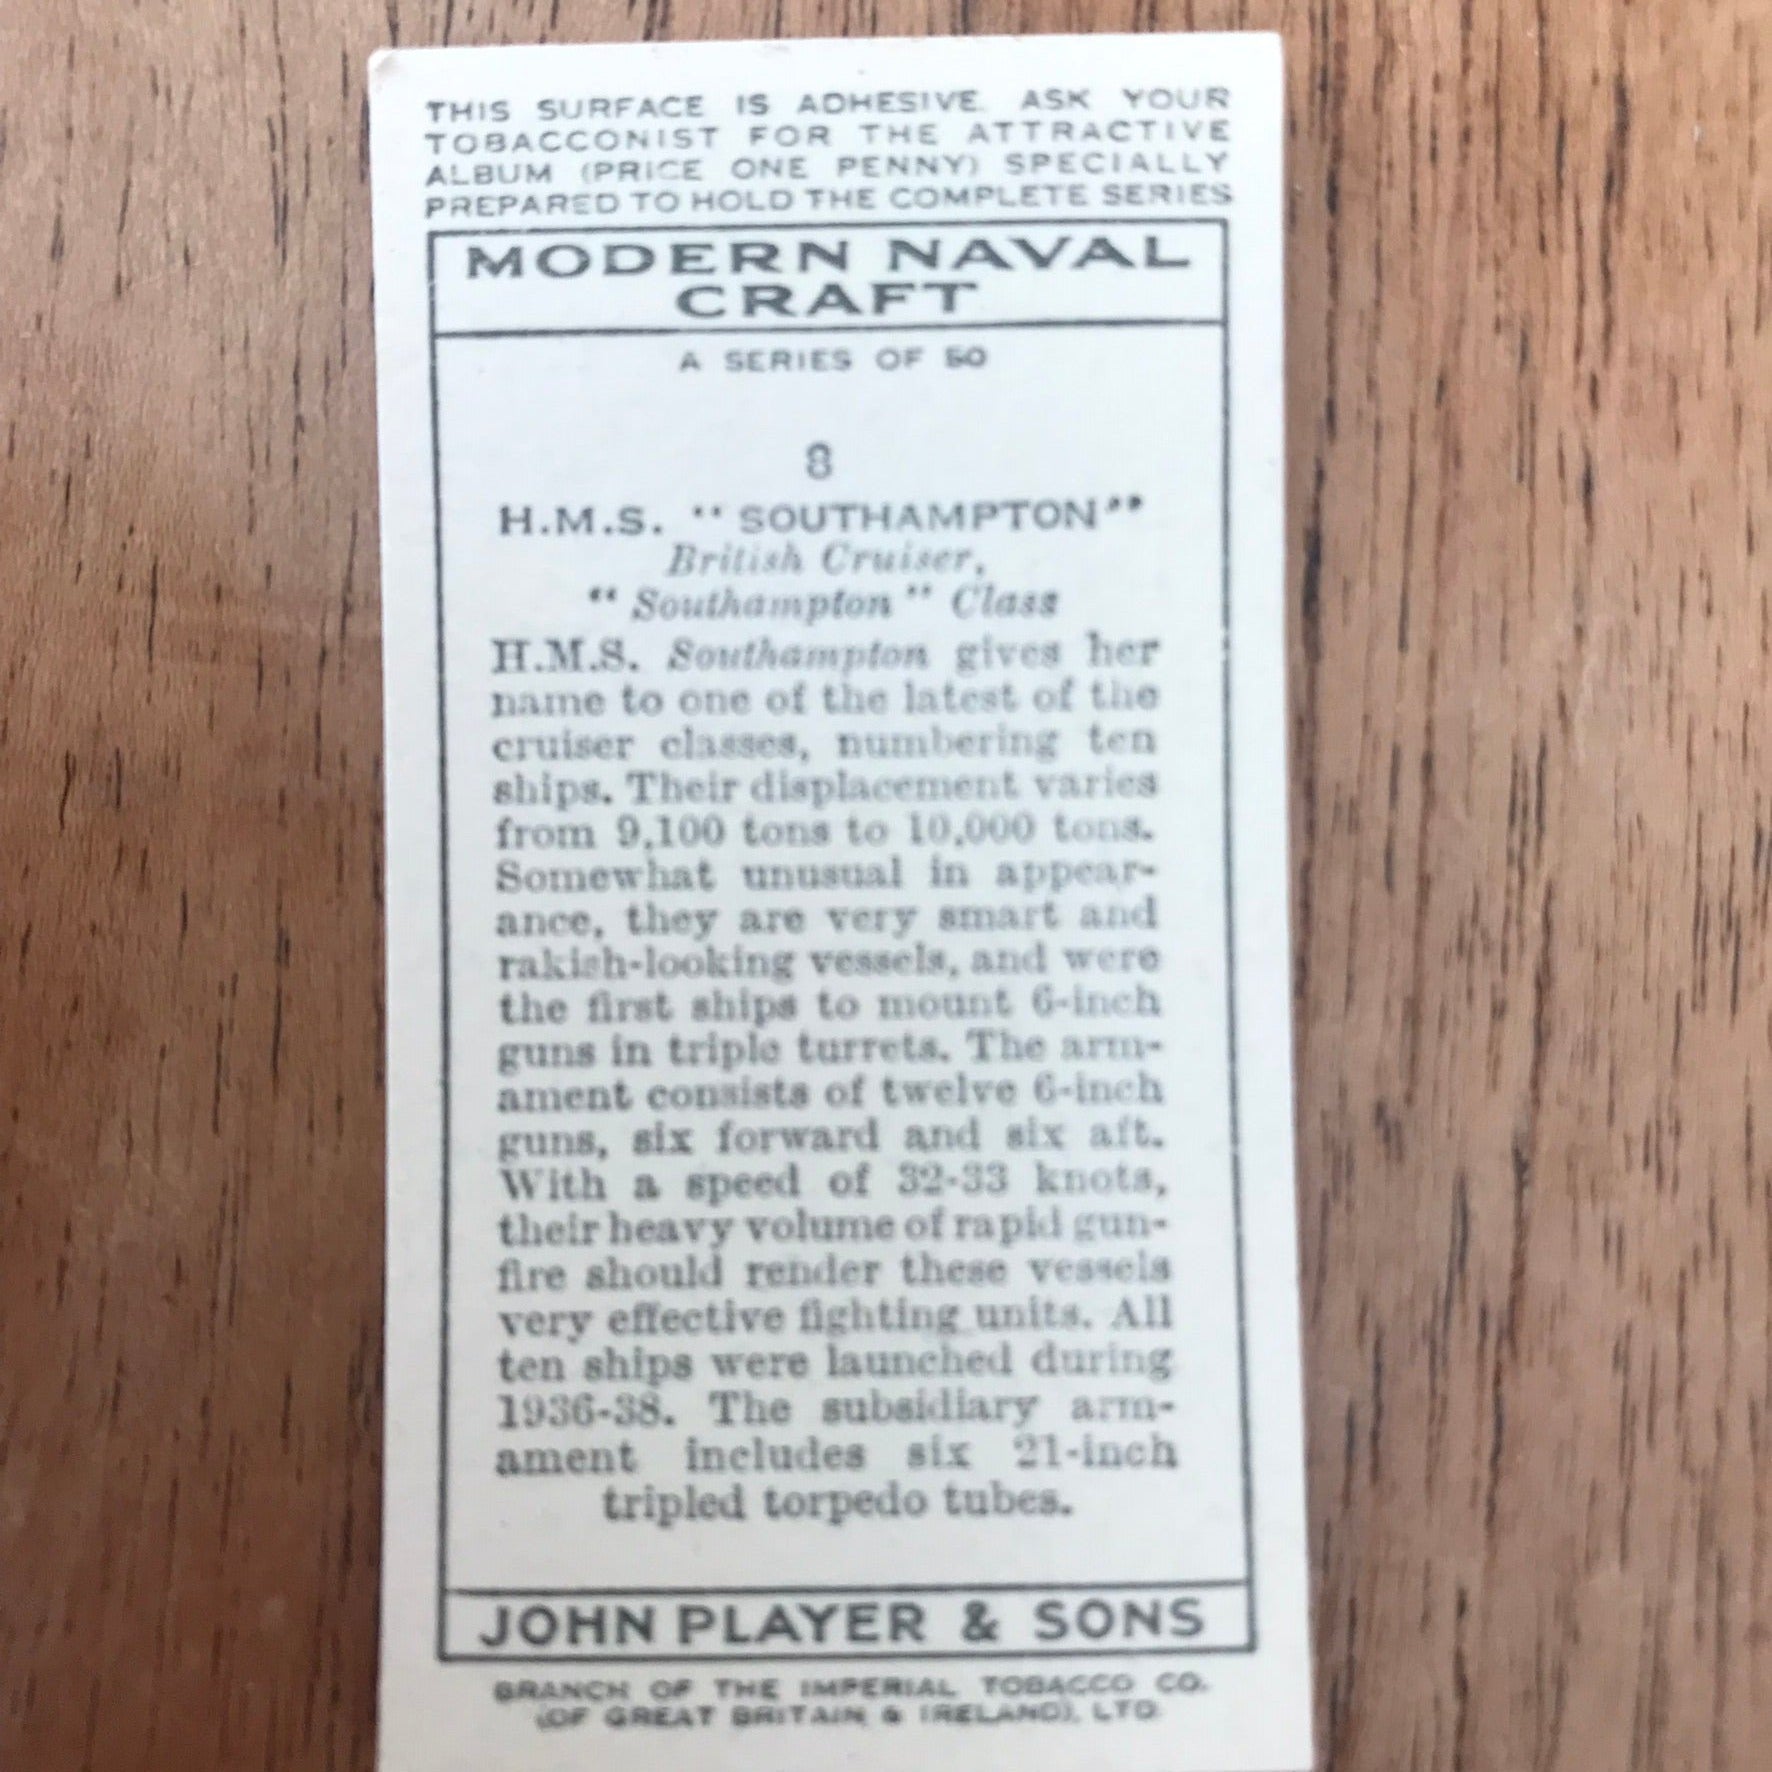 THIS SURFACE IS ADHESIVE. ASK YOUR
TOBACCONIST FOR THE ATTRACTIVE
ALBUM (PRICE ONE PENNY) SPECIALLY
PREPARED TO HOLD THE COMPLETE SERIES
MODERN NAVAL
CRAFT
A SERIES OF 50
8
H.M.S. "SOUTHAMPTON"
British Cruiser,
"Southampton" Class
H.M.S. Southampton gives her
name to one of the latest of the
cruiser classes, numbering ten
ships. Their displacement varies
from 9,100 tons to 10,000 tons.
Somewhat unusual in appear-
ance, they are very smart and
rakish-looking vessels, and were
the first ships to mount 6-inch
guns in triple turrets. The arm-
ament consists of twelve 6-inch
guns, six forward and six aft.
With a speed of 32-33 knots,
their heavy volume of rapid gun-
fire should render these vessels
very effective fighting units. All
ten ships were launched during
1936-38. The subsidiary arm-
ament includes six 21-inch
tripled torpedo tubes.
JOHN PLAYER & SONS
BRANCH OF THE IMPERIAL TOBACCO CO.
(OF GREAT BRITAIN & IRELAND), LTD.